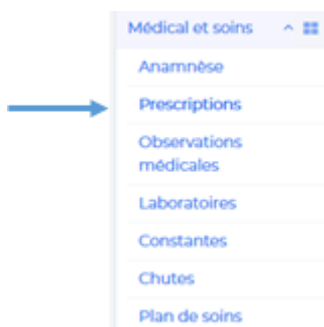 Médical et soins
Anamnèse
Prescriptions
Observations
médicales
Laboratoires
Constantes
Chutes
Plan de soins